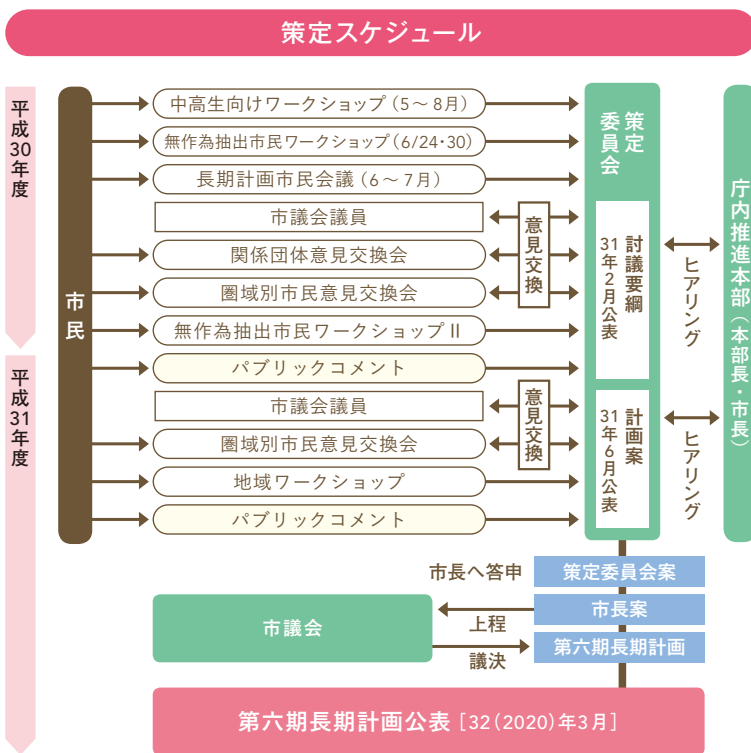 策定スケジュール
平成30年度
平成31年度
市民
中高生向けワークショップ（5～8月）
無作為抽出市民ワークショップ（6/24・30）
長期計画市民会議（6～7月）
市議会議員
関係団体意見交換会
圏域別市民意見交換会
無作為抽出市民ワークショップⅡ
パブリックコメント
市議会議員
圏域別市民意見交換会
地域ワークショップ
パブリックコメント
意見交換
意見交換
策定
委員会
討議要綱
31年2月公表
計画案
31年6月公表
ヒアリング
ヒアリング
庁内推進本部（本部長・市長）
市長へ答申
策定委員会案
市議会
上程
市長案
議決
第六期長期計画
第六期長期計画公表［32（2020）年3月］